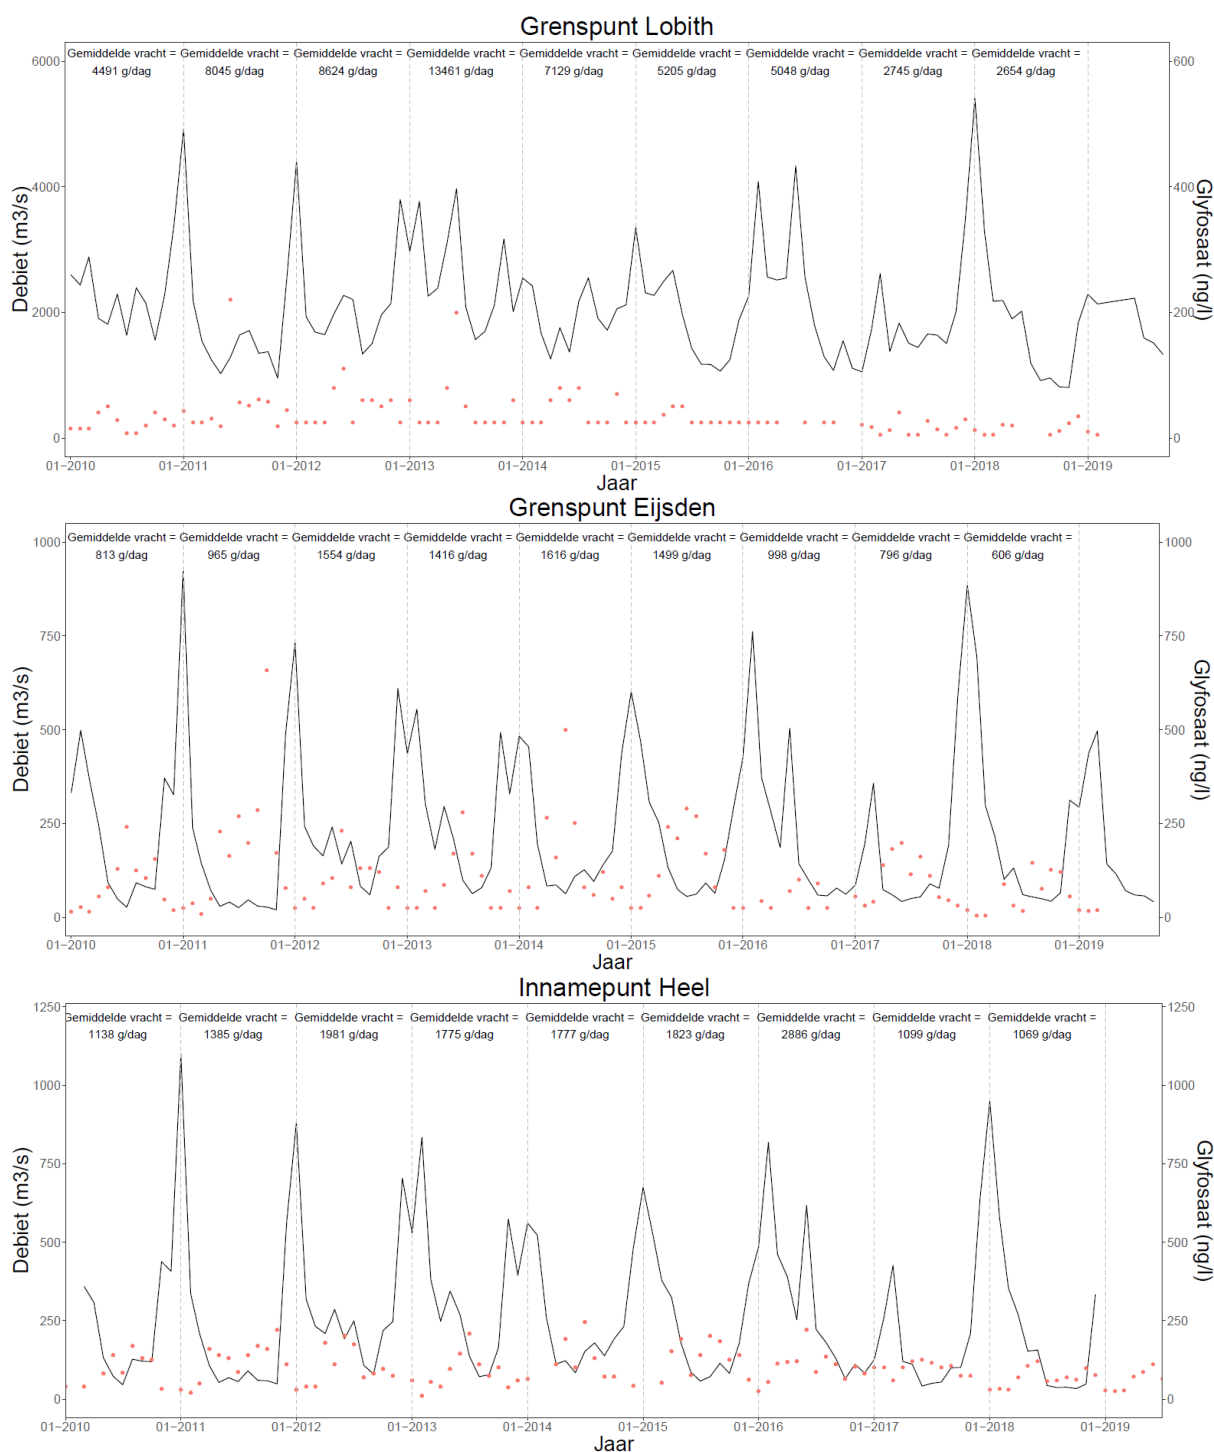 Grenspunt Lobith
Gemiddelde vracht = Gemiddelde vracht = Gemiddelde vracht = Gemiddelde vracht = Gemiddelde vracht = Gemiddelde vracht = Gemiddelde vracht = Gemiddelde vracht = Gemiddelde vracht =
4491 g/dag 8045 g/dag 8624 g/dag 13461 g/dag 7129 g/dag 5205 g/dag 5048 g/dag 2745 g/dag 2654 g/dag
6000 600
4000 400
2000 200
0 0
Debiet (m3/s)
Glyfosaat (ng/l)
01−2010 01−2011 01−2012 01−2013 01−2014 01−2015 01−2016 01−2017 01−2018 01−2019
Jaar
Grenspunt Eijsden
Gemiddelde vracht = Gemiddelde vracht = Gemiddelde vracht = Gemiddelde vracht = Gemiddelde vracht = Gemiddelde vracht = Gemiddelde vracht = Gemiddelde vracht = Gemiddelde vracht =
813 g/dag 965 g/dag 1554 g/dag 1416 g/dag 1616 g/dag 1499 g/dag 998 g/dag 796 g/dag 606 g/dag
1000 1000
750 750
500 500
250 250
0 0
Debiet (m3/s)
Glyfosaat (ng/l)
01−2010 01−2011 01−2012 01−2013 01−2014 01−2015 01−2016 01−2017 01−2018 01−2019
Jaar
Innamepunt Heel
Gemiddelde vracht = Gemiddelde vracht = Gemiddelde vracht = Gemiddelde vracht = Gemiddelde vracht = Gemiddelde vracht = Gemiddelde vracht = Gemiddelde vracht = Gemiddelde vracht =
1138 g/dag 1385 g/dag 1981 g/dag 1775 g/dag 1777 g/dag 1823 g/dag 2886 g/dag 1099 g/dag 1069 g/dag
1250 1250
1000 1000
750 750
500 500
250 250
0 0
Debiet (m3/s)
Glyfosaat (ng/l)
01−2010 01−2011 01−2012 01−2013 01−2014 01−2015 01−2016 01−2017 01−2018 01−2019
Jaar